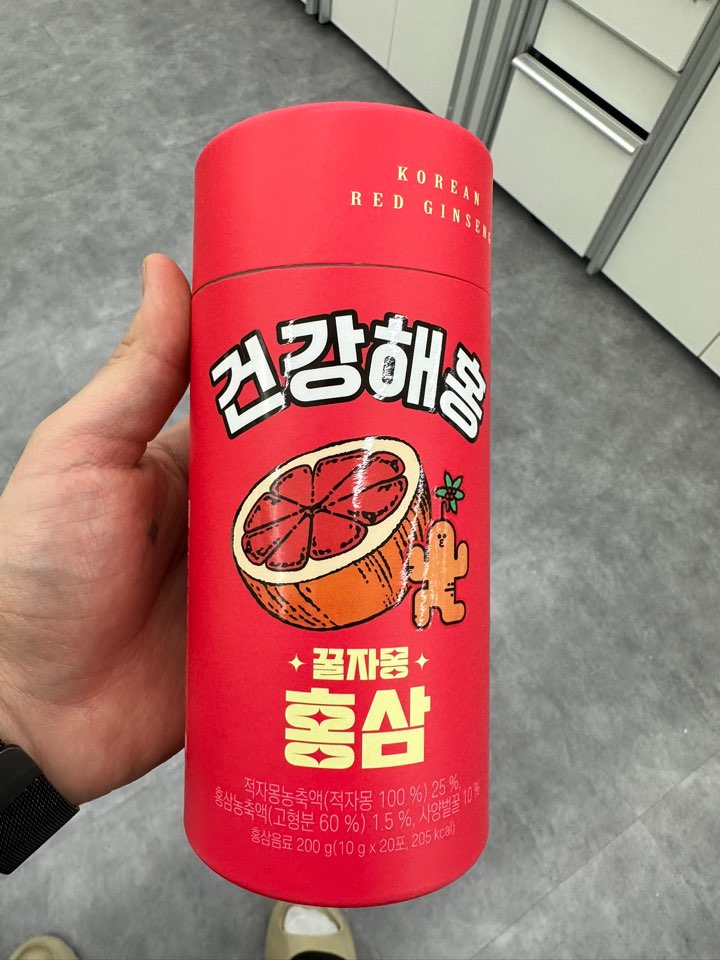 KOREAN
RED GINSENG
건강해홍
꿀자몽
홍삼
적자몽농축액(적자몽 100 %) 25 %,
홍삼농축액(고형분 60 %) 1.5 %, 사양벌꿀 10 %
홍삼음료 200 g(10 g x 20포, 205 kcal)